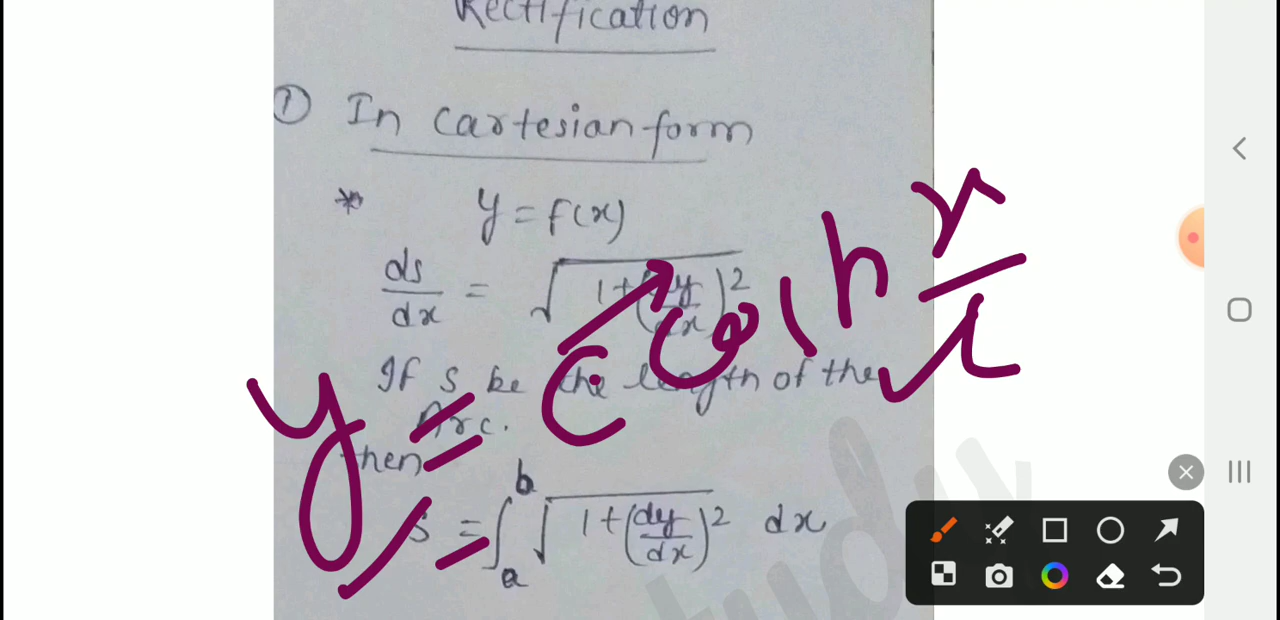 Rectification
① In Cartesian form
* y = f(x)
ds/dx = √(1+(dy/dx)²)
If s be the length of the
Arc.
then
s = ∫ₐᵇ √(1+(dy/dx)²) dx
y = c cosh x/c